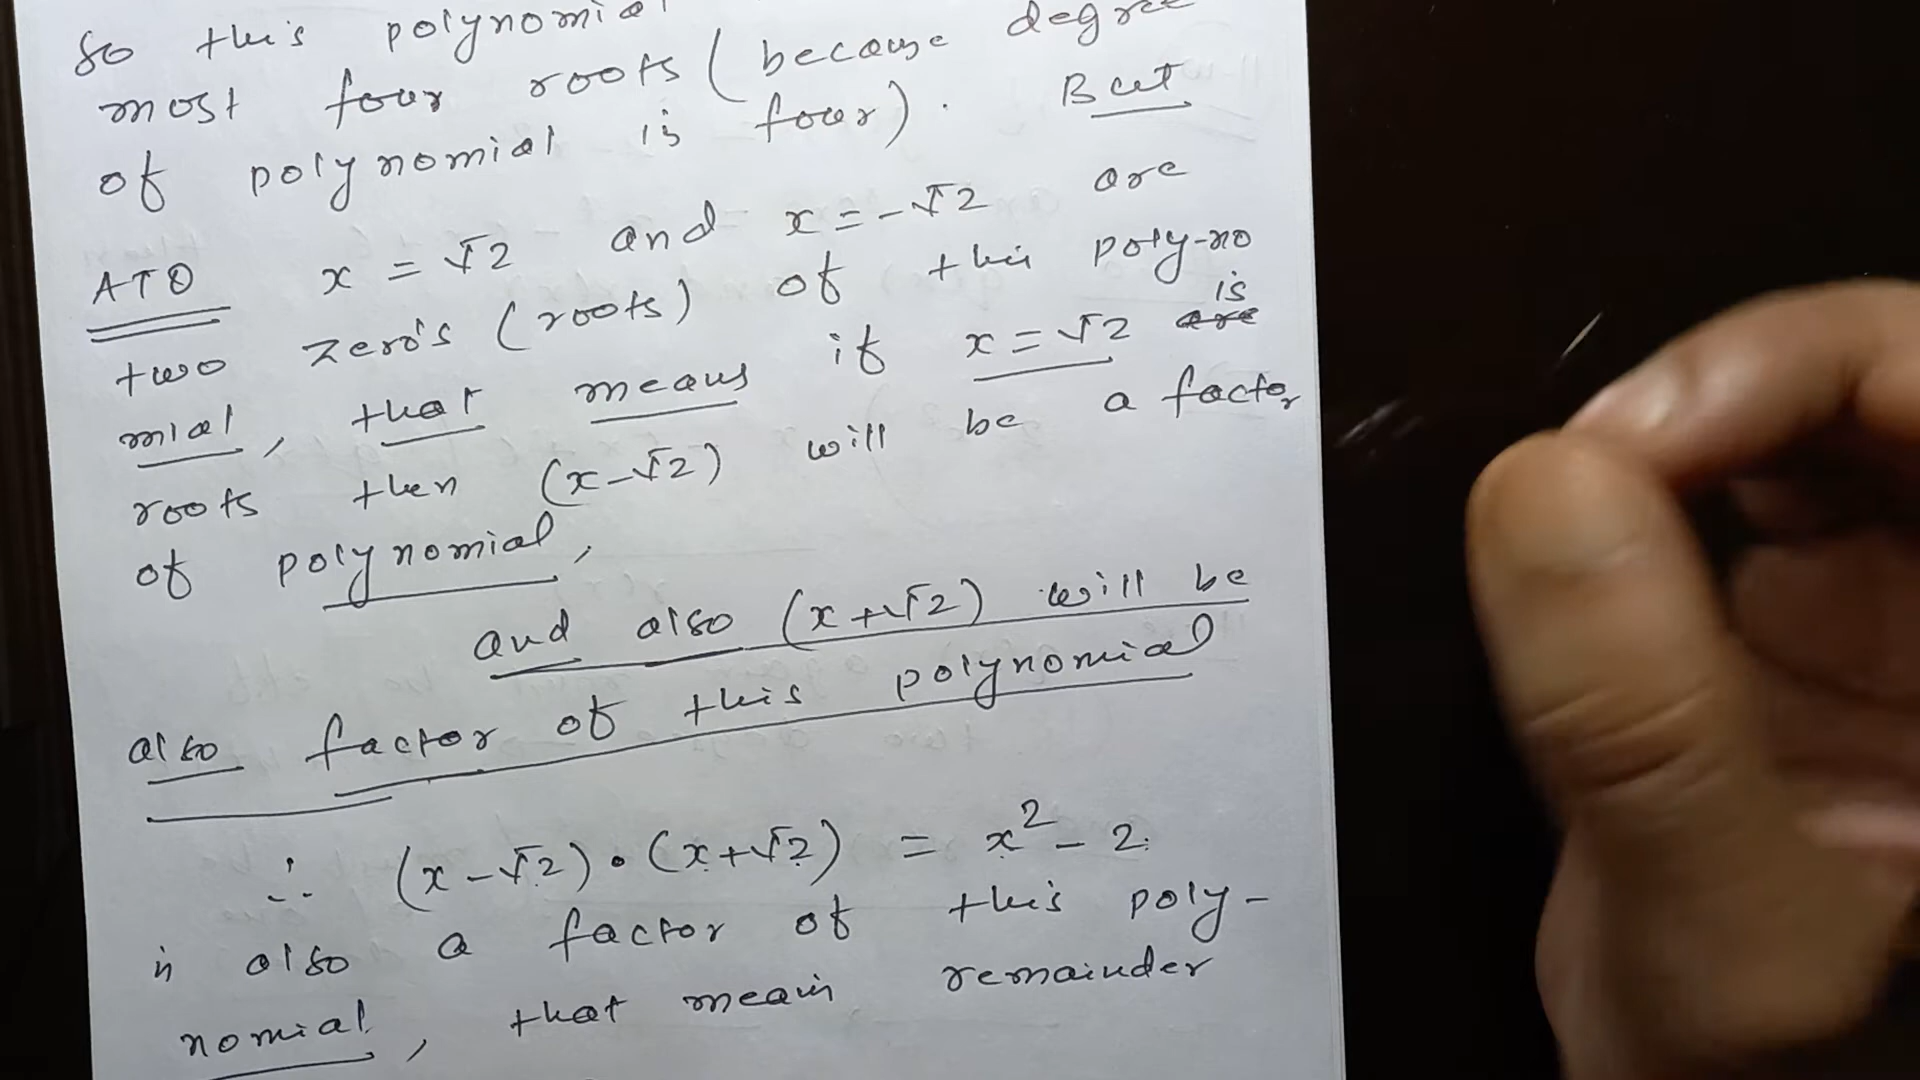 So this polynomial
most four roots (because degree
of polynomial is four). But
ATQ x = √2 and x = -√2 are
two zero's (roots) of this poly-no
mial, that means if x = √2 is are
roots then (x-√2) will be a factor
of polynomial,
and also (x+√2) will be
also factor of this polynomial
∴ (x-√2)•(x+√2) = x² - 2
is also a factor of this poly-
nomial, that means remainder